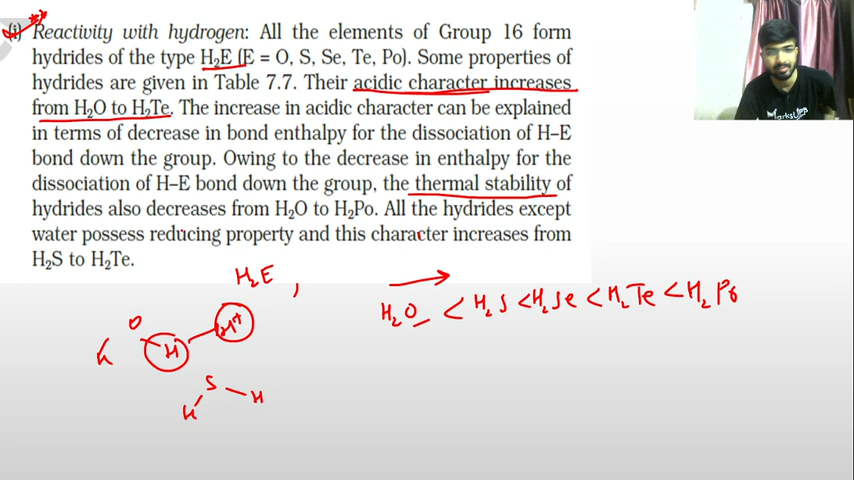 (i) Reactivity with hydrogen: All the elements of Group 16 form
hydrides of the type H₂E (E = O, S, Se, Te, Po). Some properties of
hydrides are given in Table 7.7. Their acidic character increases
from H₂O to H₂Te. The increase in acidic character can be explained
in terms of decrease in bond enthalpy for the dissociation of H–E
bond down the group. Owing to the decrease in enthalpy for the
dissociation of H–E bond down the group, the thermal stability of
hydrides also decreases from H₂O to H₂Po. All the hydrides except
water possess reducing property and this character increases from
H₂S to H₂Te.
H₂E ,
H₂O < H₂S < H₂Se < H₂Te < H₂Po
O
H H⁺
S
H H